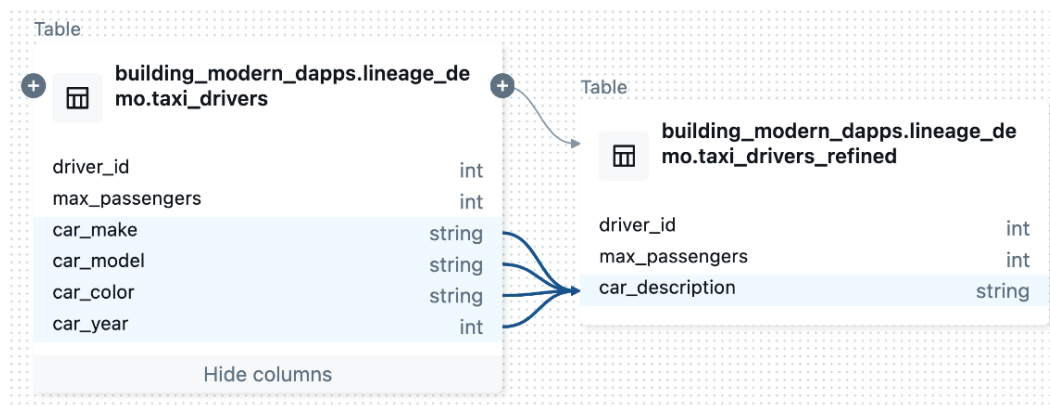 Table
building_modern_dapps.lineage_de
mo.taxi_drivers
driver_id int
max_passengers int
car_make string
car_model string
car_color string
car_year int
Hide columns
Table
building_modern_dapps.lineage_de
mo.taxi_drivers_refined
driver_id int
max_passengers int
car_description string